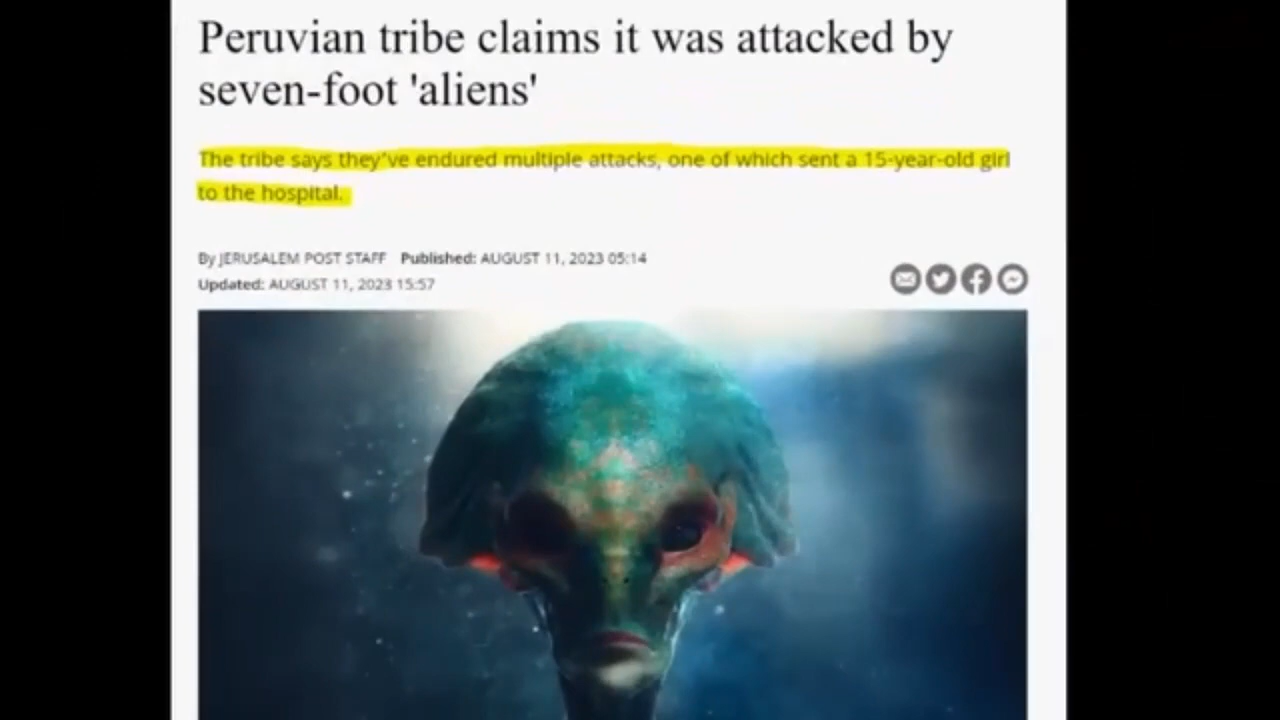 Peruvian tribe claims it was attacked by
seven-foot 'aliens'
The tribe says they've endured multiple attacks, one of which sent a 15-year-old girl
to the hospital.
By JERUSALEM POST STAFF Published: AUGUST 11, 2023 05:14
Updated: AUGUST 11, 2023 15:57